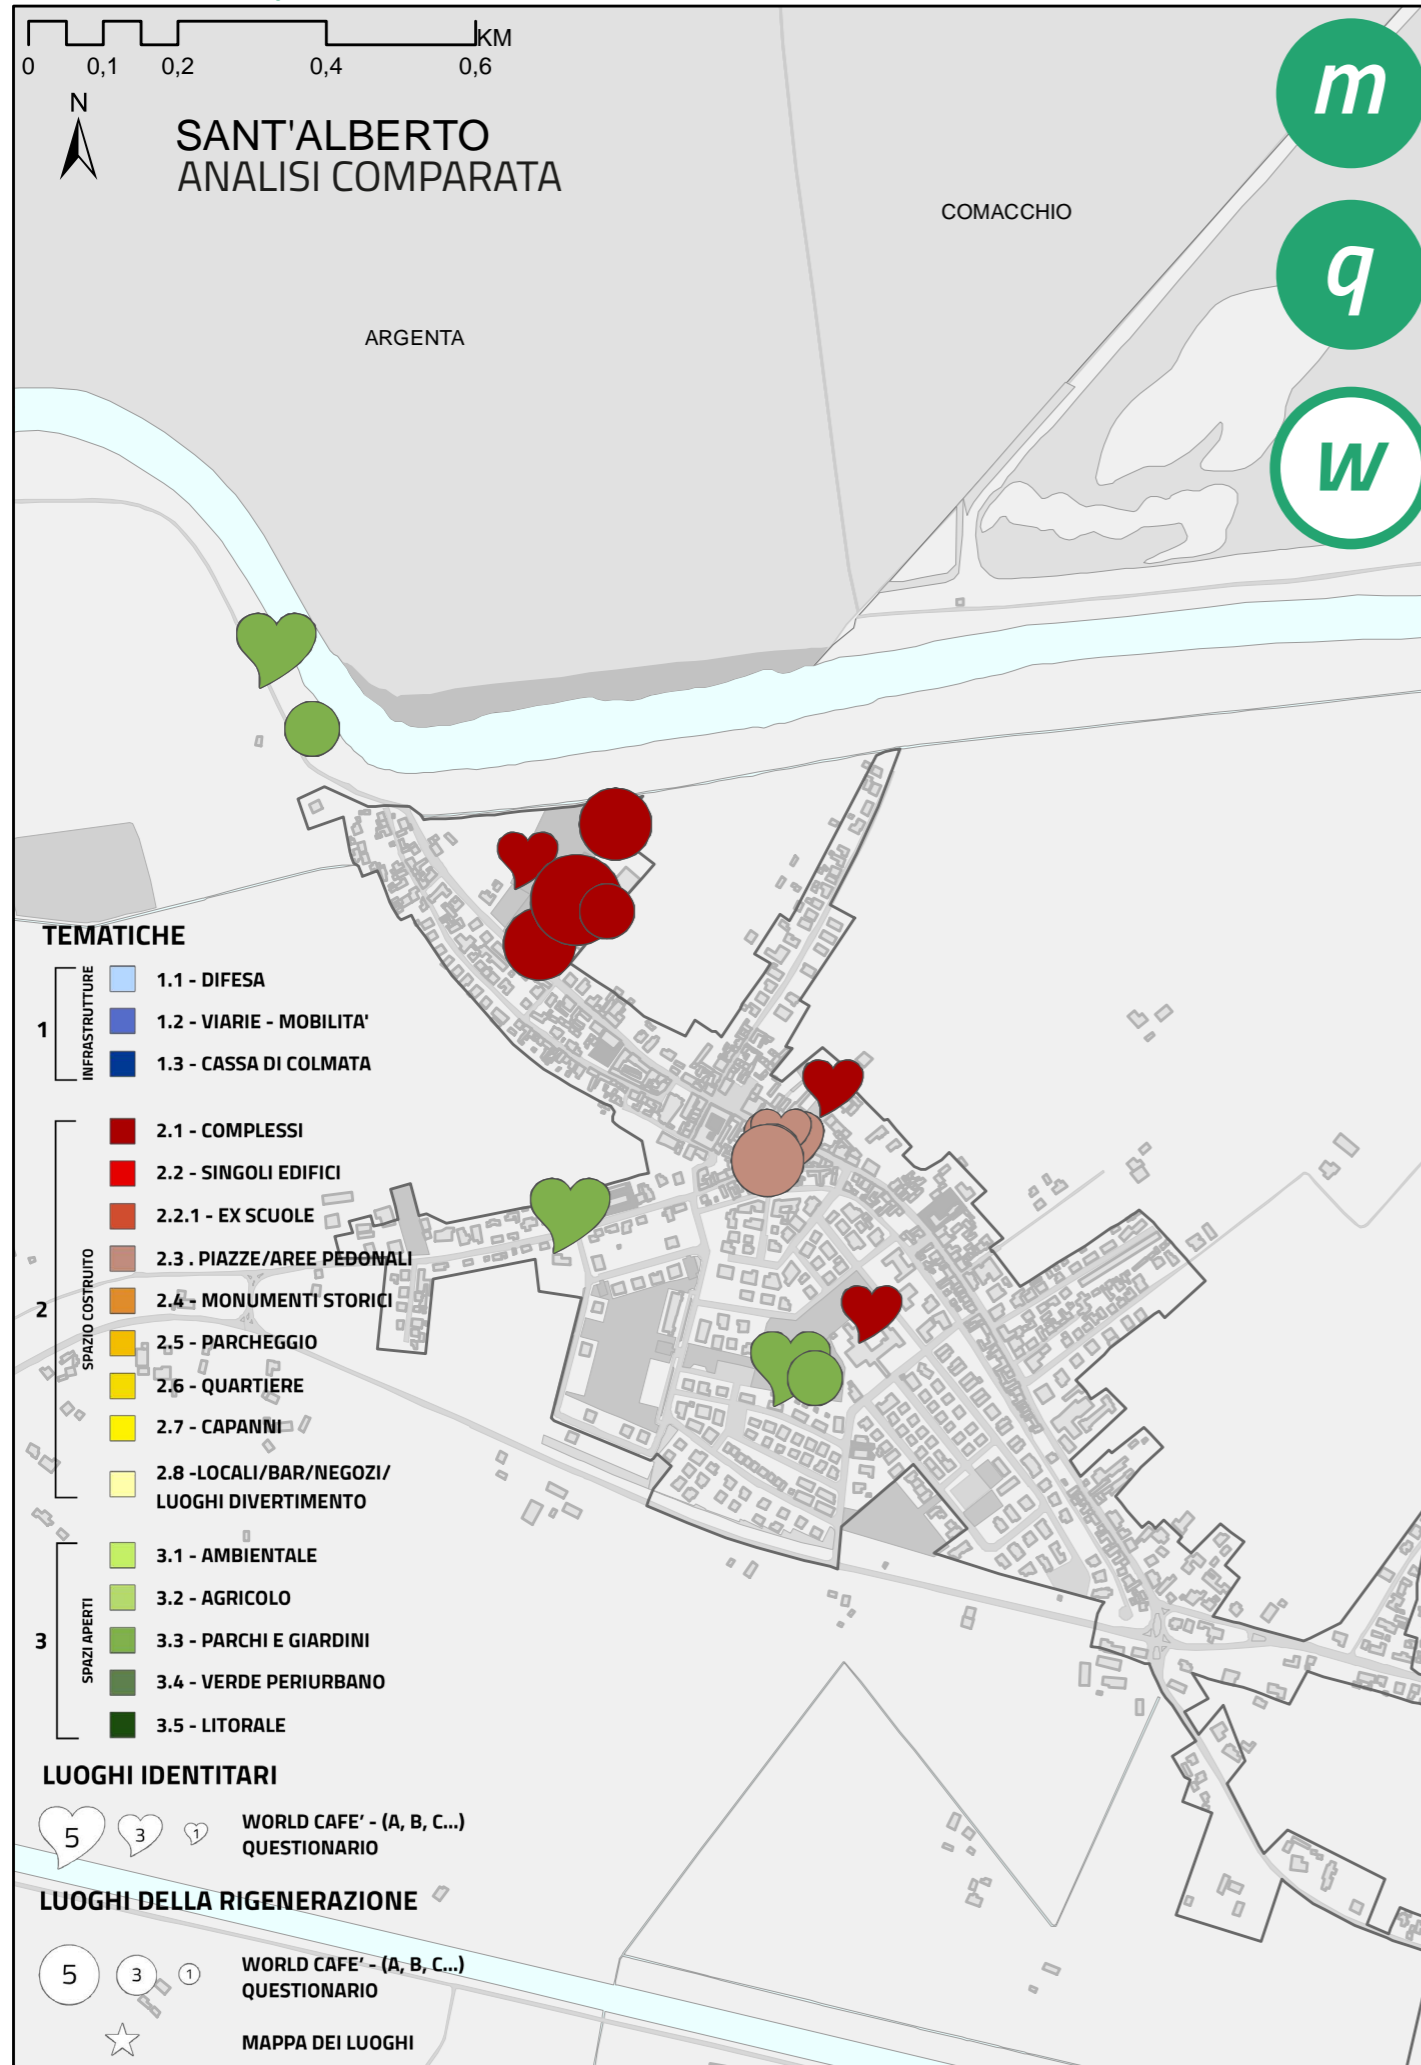 KM
0 0,1 0,2 0,4 0,6
N
SANT'ALBERTO
ANALISI COMPARATA
m
COMACCHIO
q
ARGENTA
w
TEMATICHE
1
INFRASTRUTTURE
1.1 - DIFESA
1.2 - VIARIE - MOBILITA'
1.3 - CASSA DI COLMATA
2
SPAZIO COSTRUITO
2.1 - COMPLESSI
2.2 - SINGOLI EDIFICI
2.2.1 - EX SCUOLE
2.3 . PIAZZE/AREE PEDONALI
2.4 - MONUMENTI STORICI
2.5 - PARCHEGGIO
2.6 - QUARTIERE
2.7 - CAPANNI
2.8 -LOCALI/BAR/NEGOZI/
LUOGHI DIVERTIMENTO
3
SPAZI APERTI
3.1 - AMBIENTALE
3.2 - AGRICOLO
3.3 - PARCHI E GIARDINI
3.4 - VERDE PERIURBANO
3.5 - LITORALE
LUOGHI IDENTITARI
5 3 1
WORLD CAFE' - (A, B, C...)
QUESTIONARIO
LUOGHI DELLA RIGENERAZIONE
5 3 1
WORLD CAFE' - (A, B, C...)
QUESTIONARIO
MAPPA DEI LUOGHI